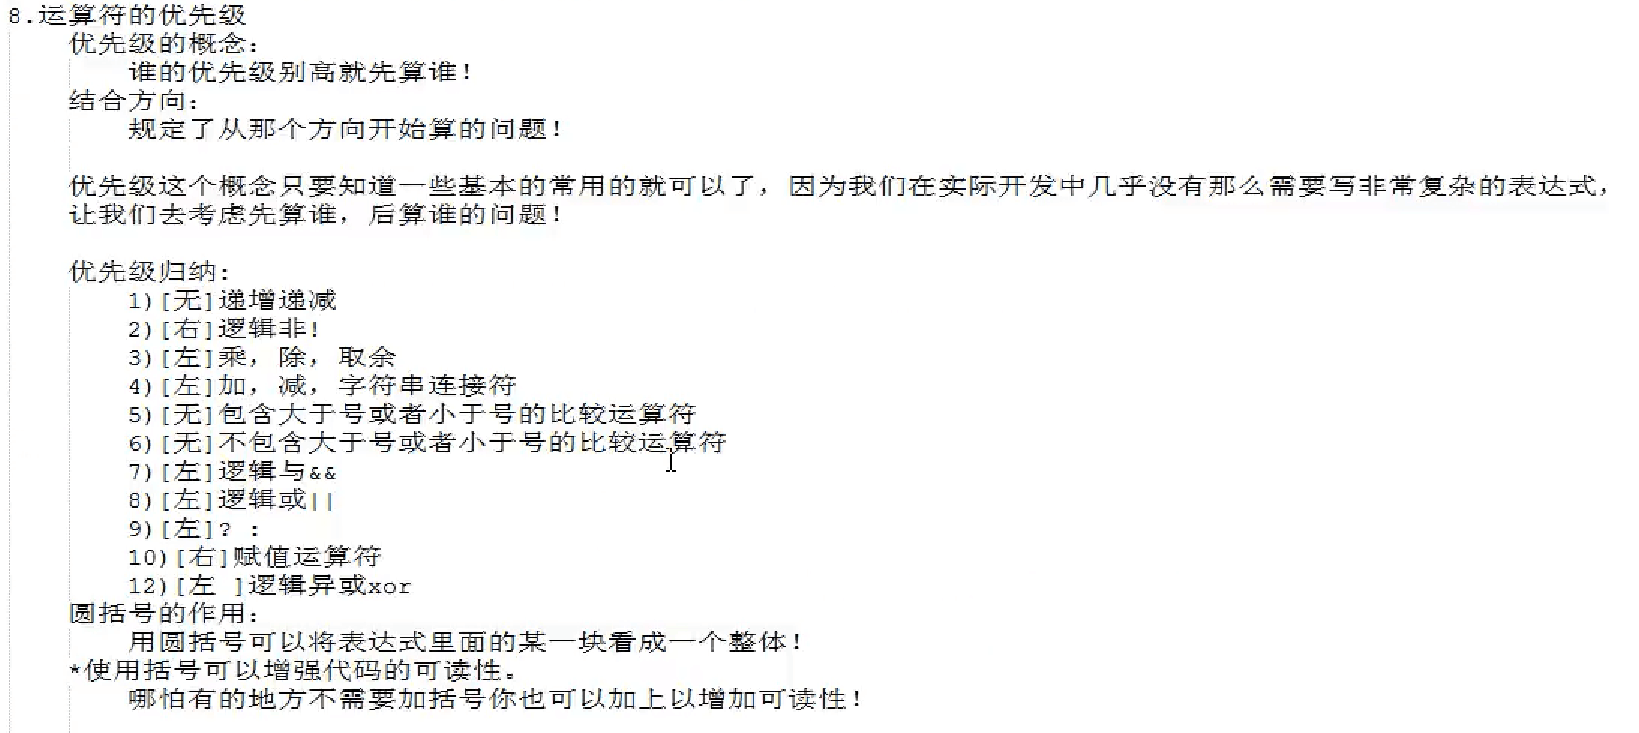 8.运算符的优先级
优先级的概念：
谁的优先级别高就先算谁！
结合方向：
规定了从那个方向开始算的问题！
优先级这个概念只要知道一些基本的常用的就可以了，因为我们在实际开发中几乎没有那么需要写非常复杂的表达式，
让我们去考虑先算谁，后算谁的问题！
优先级归纳：
1)[无]递增递减
2)[右]逻辑非!
3)[左]乘，除，取余
4)[左]加，减，字符串连接符
5)[无]包含大于号或者小于号的比较运算符
6)[无]不包含大于号或者小于号的比较运算符
7)[左]逻辑与&&
8)[左]逻辑或||
9)[左]? :
10)[右]赋值运算符
12)[左 ]逻辑异或xor
圆括号的作用：
用圆括号可以将表达式里面的某一块看成一个整体！
*使用括号可以增强代码的可读性。
哪怕有的地方不需要加括号你也可以加上以增加可读性！